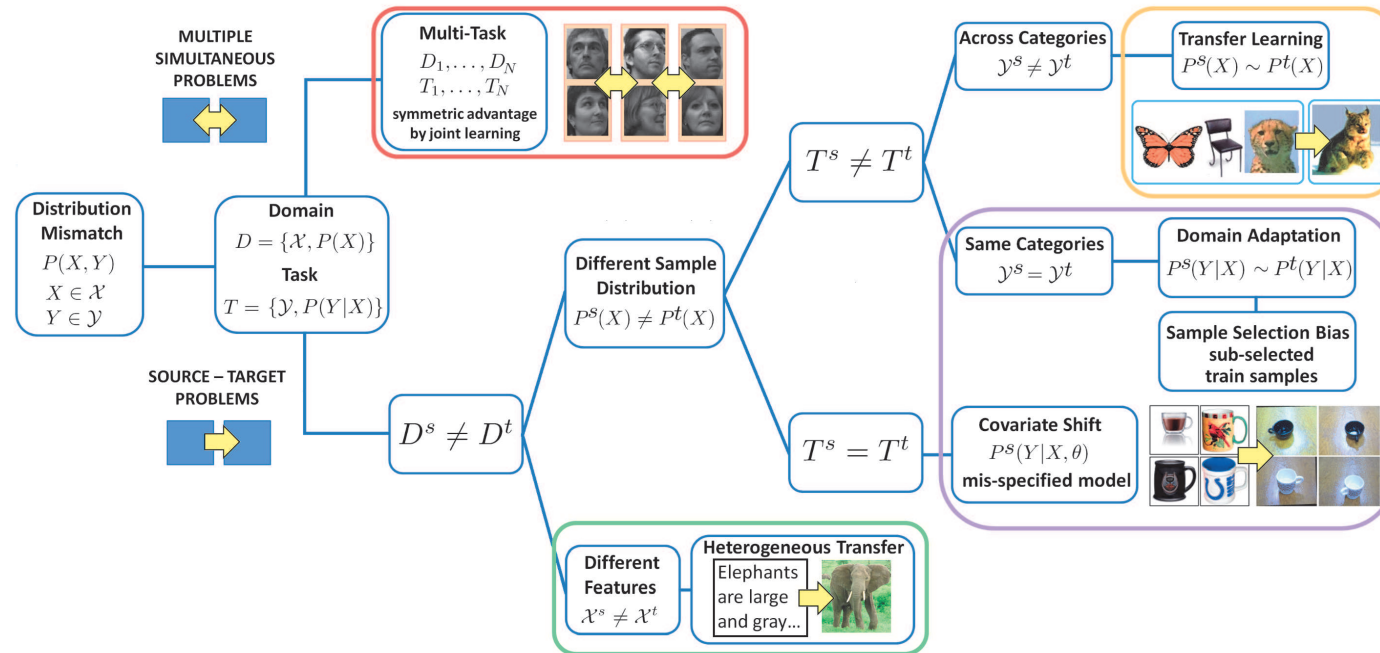 MULTIPLE
SIMULTANEOUS
PROBLEMS
Multi-Task
D_1, . . . , D_N
T_1, . . . , T_N
symmetric advantage
by joint learning
Across Categories
𝒴^s ≠ 𝒴^t
Transfer Learning
P^s(X) ∼ P^t(X)
T^s ≠ T^t
Distribution
Mismatch
P(X, Y)
X ∈ 𝒳
Y ∈ 𝒴
Domain
D = {𝒳, P(X)}
Task
T = {𝒴, P(Y|X)}
Different Sample
Distribution
P^s(X) ≠ P^t(X)
Same Categories
𝒴^s = 𝒴^t
Domain Adaptation
P^s(Y|X) ∼ P^t(Y|X)
Sample Selection Bias
sub-selected
train samples
SOURCE – TARGET
PROBLEMS
D^s ≠ D^t
T^s = T^t
Covariate Shift
P^s(Y|X, θ)
mis-specified model
Different
Features
𝒳^s ≠ 𝒳^t
Heterogeneous Transfer
Elephants
are large
and gray...